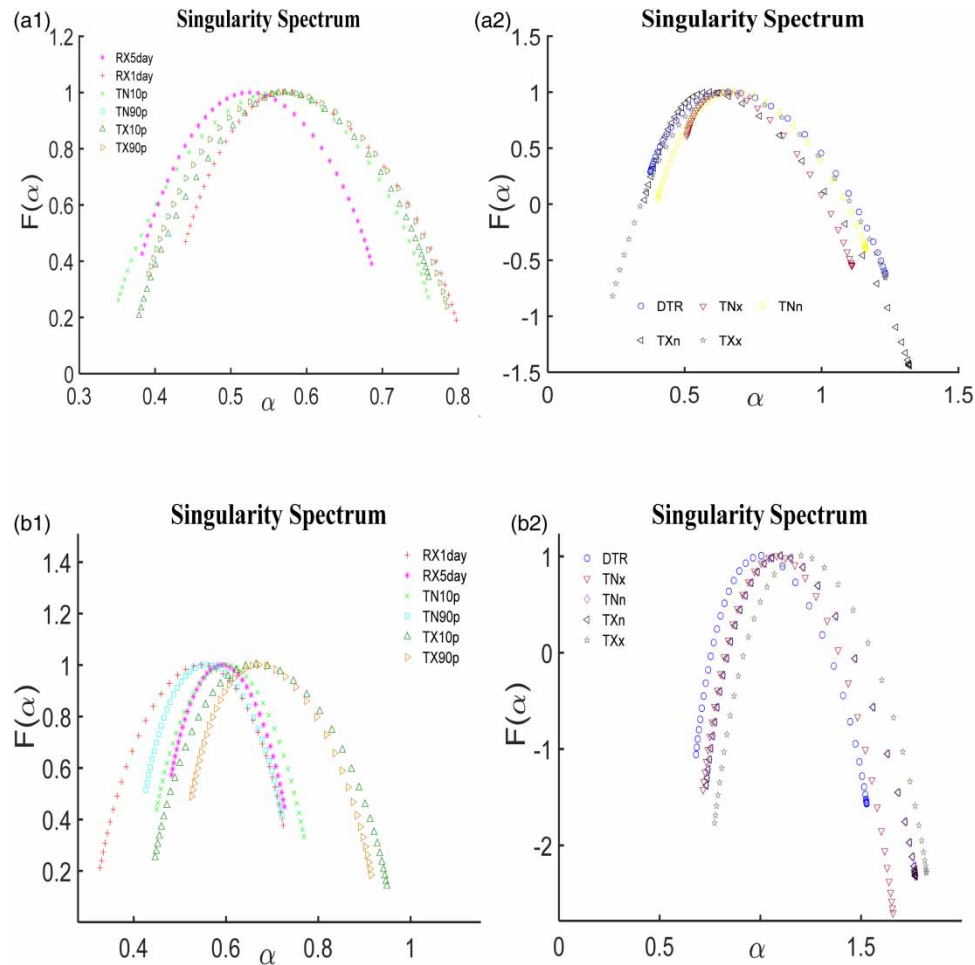 (a1)
Singularity Spectrum
1.2
1
0.8
0.6
0.4
0.2
0
F(α)
RX5day
RX1day
TN10p
TN90p
TX10p
TX90p
0.3
0.4
0.5
0.6
0.7
0.8
α
(a2)
Singularity Spectrum
1.5
1
0.5
0
-0.5
-1
-1.5
F(α)
DTR TNx TNn
TXn TXx
0
0.5
1
1.5
α
(b1)
Singularity Spectrum
1.4
1.2
1
0.8
0.6
0.4
0.2
F(α)
RX1day
RX5day
TN10p
TN90p
TX10p
TX90p
0.4
0.6
0.8
1
α
(b2)
Singularity Spectrum
1
0
-1
-2
F(α)
DTR
TNx
TNn
TXn
TXx
0
0.5
1
1.5
α